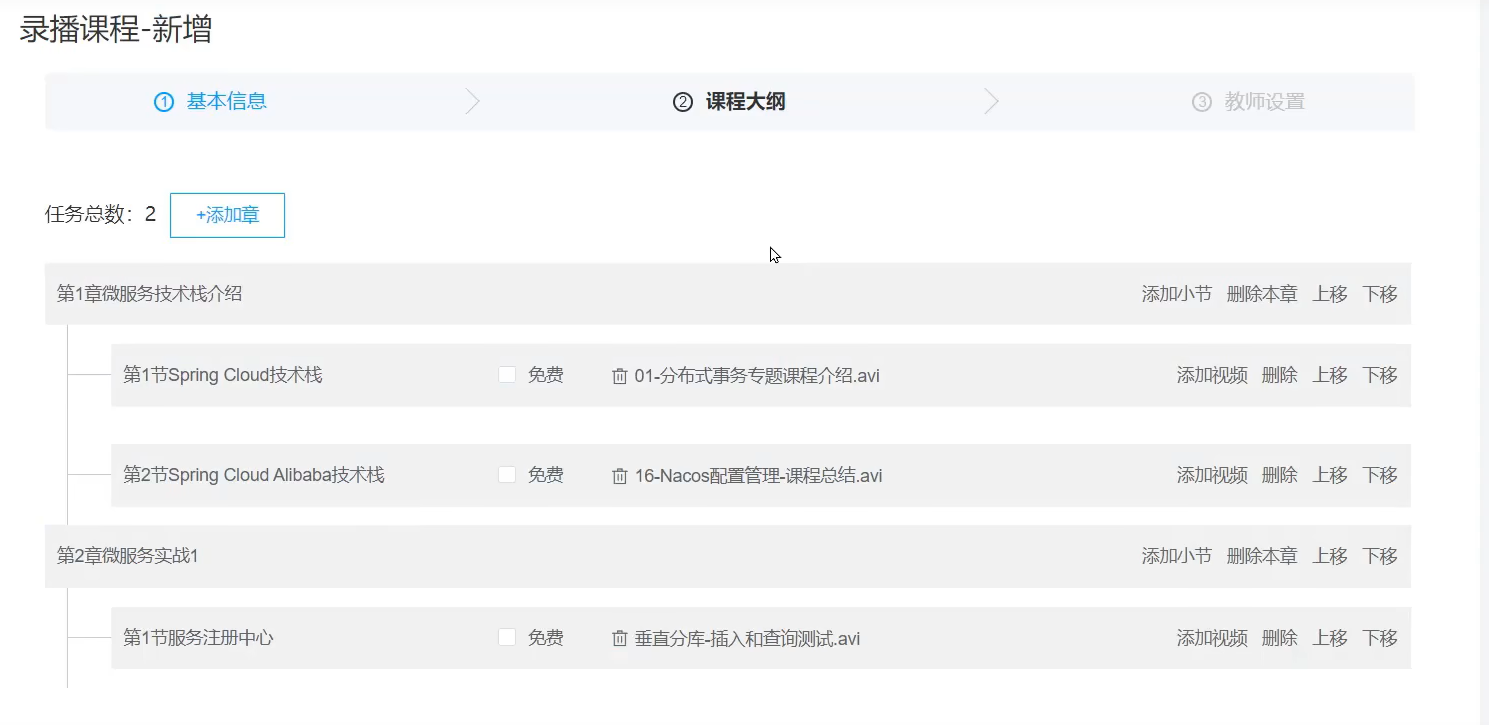 录播课程-新增
① 基本信息 ② 课程大纲 ③ 教师设置
任务总数：2 +添加章
第1章微服务技术栈介绍 添加小节 删除本章 上移 下移
第1节Spring Cloud技术栈 免费 01-分布式事务专题课程介绍.avi 添加视频 删除 上移 下移
第2节Spring Cloud Alibaba技术栈 免费 16-Nacos配置管理-课程总结.avi 添加视频 删除 上移 下移
第2章微服务实战1 添加小节 删除本章 上移 下移
第1节服务注册中心 免费 垂直分库-插入和查询测试.avi 添加视频 删除 上移 下移